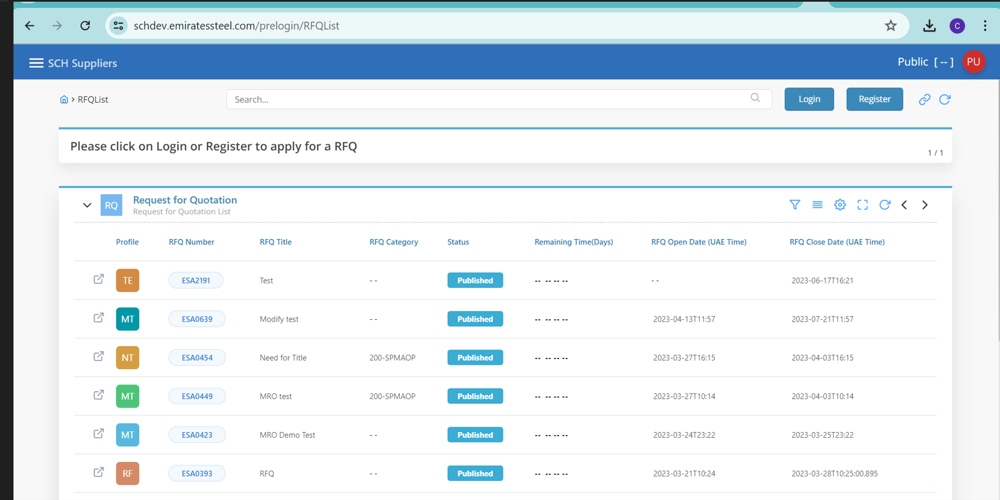 schdev.emiratessteel.com/prelogin/RFQList
C
SCH Suppliers
Public [ -- ] PU
RFQList
Search...
Login
Register
Please click on Login or Register to apply for a RFQ
1 / 1
RQ
Request for Quotation
Request for Quotation List
Profile RFQ Number RFQ Title RFQ Category Status Remaining Time(Days) RFQ Open Date (UAE Time) RFQ Close Date (UAE Time)
TE ESA2191 Test - - Published -- -- -- -- - - 2023-06-17T16:21
MT ESA0639 Modify test - - Published -- -- -- -- 2023-04-13T11:57 2023-07-21T11:57
NT ESA0454 Need for Title 200-SPMAOP Published -- -- -- -- 2023-03-27T16:15 2023-04-03T16:15
MT ESA0449 MRO test 200-SPMAOP Published -- -- -- -- 2023-03-27T10:14 2023-04-03T10:14
MT ESA0423 MRO Demo Test - - Published -- -- -- -- 2023-03-24T23:22 2023-03-25T23:22
RF ESA0393 RFQ - - Published -- -- -- -- 2023-03-21T10:24 2023-03-28T10:25:00.895